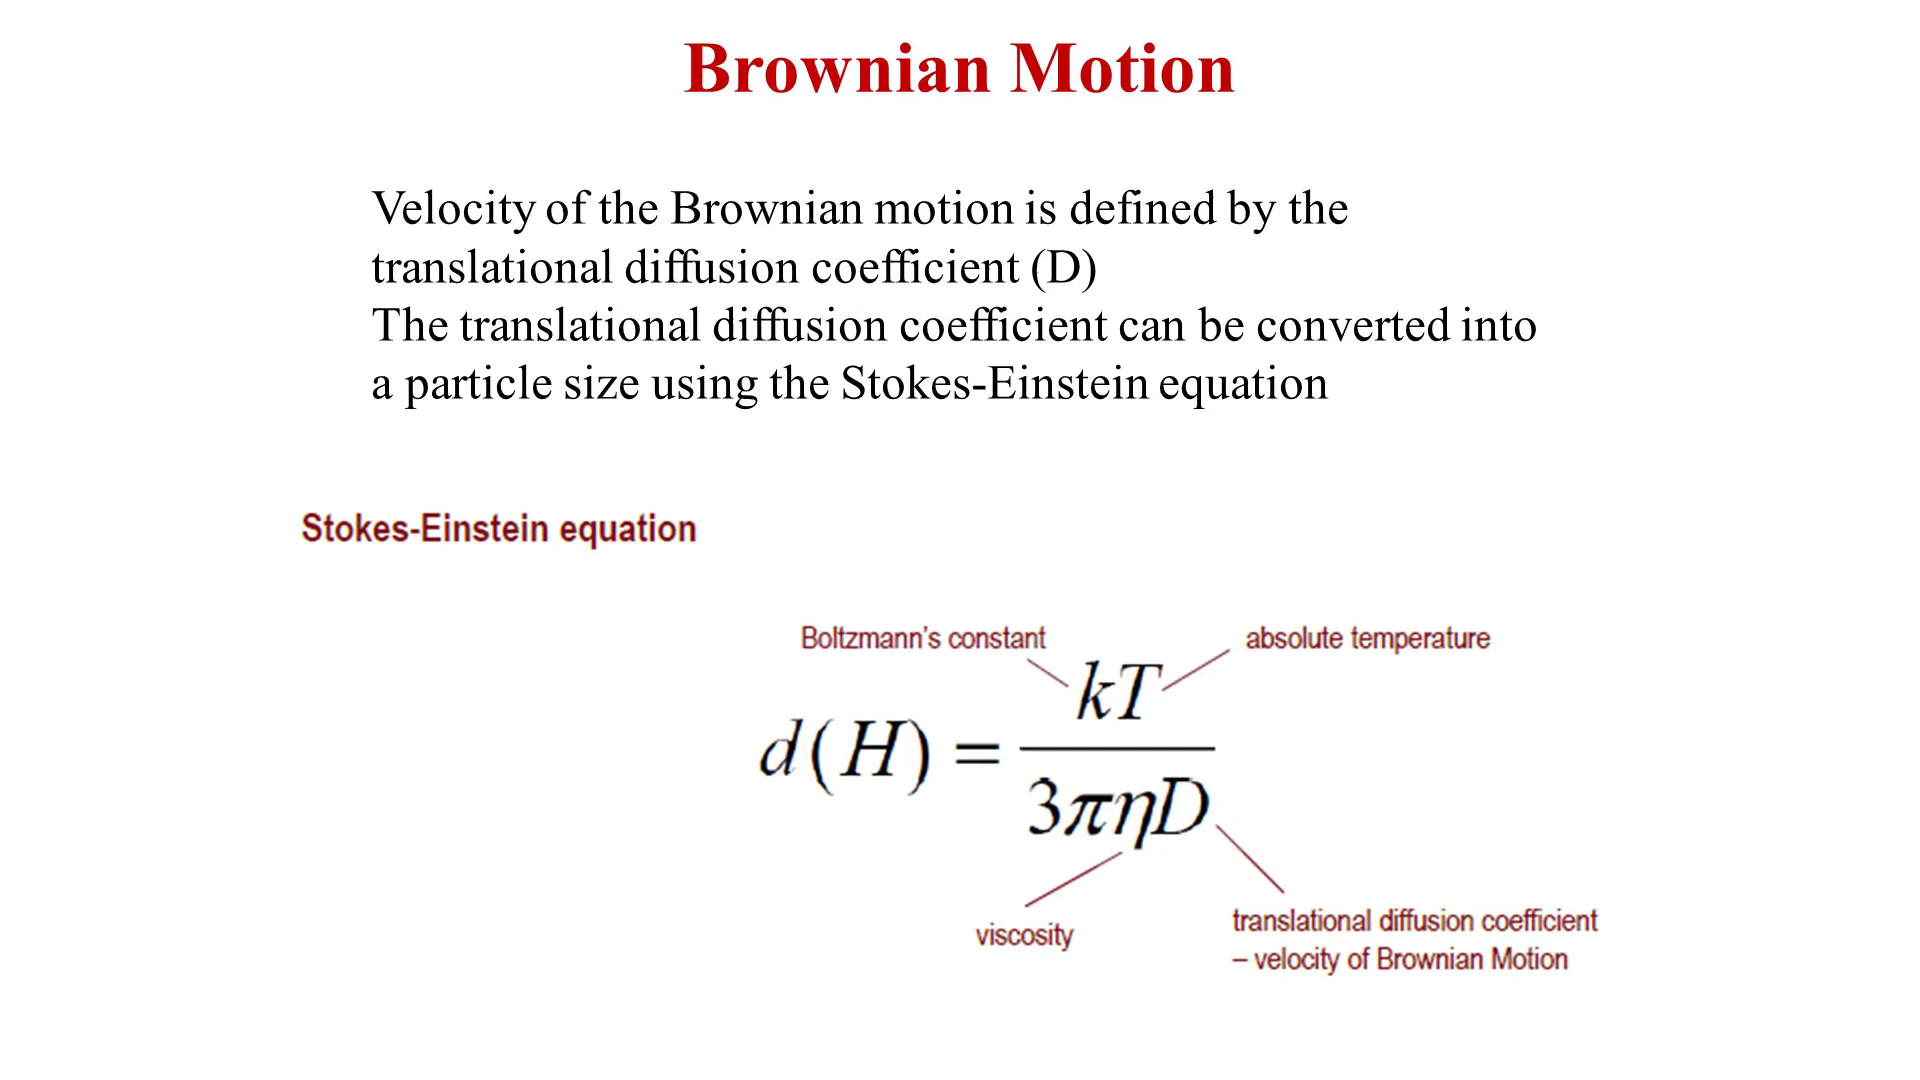 Brownian Motion
Velocity of the Brownian motion is defined by the
translational diffusion coefficient (D)
The translational diffusion coefficient can be converted into
a particle size using the Stokes-Einstein equation
Stokes-Einstein equation
Boltzmann's constant
absolute temperature
kT
d(H) =
3πηD
viscosity
translational diffusion coefficient
– velocity of Brownian Motion